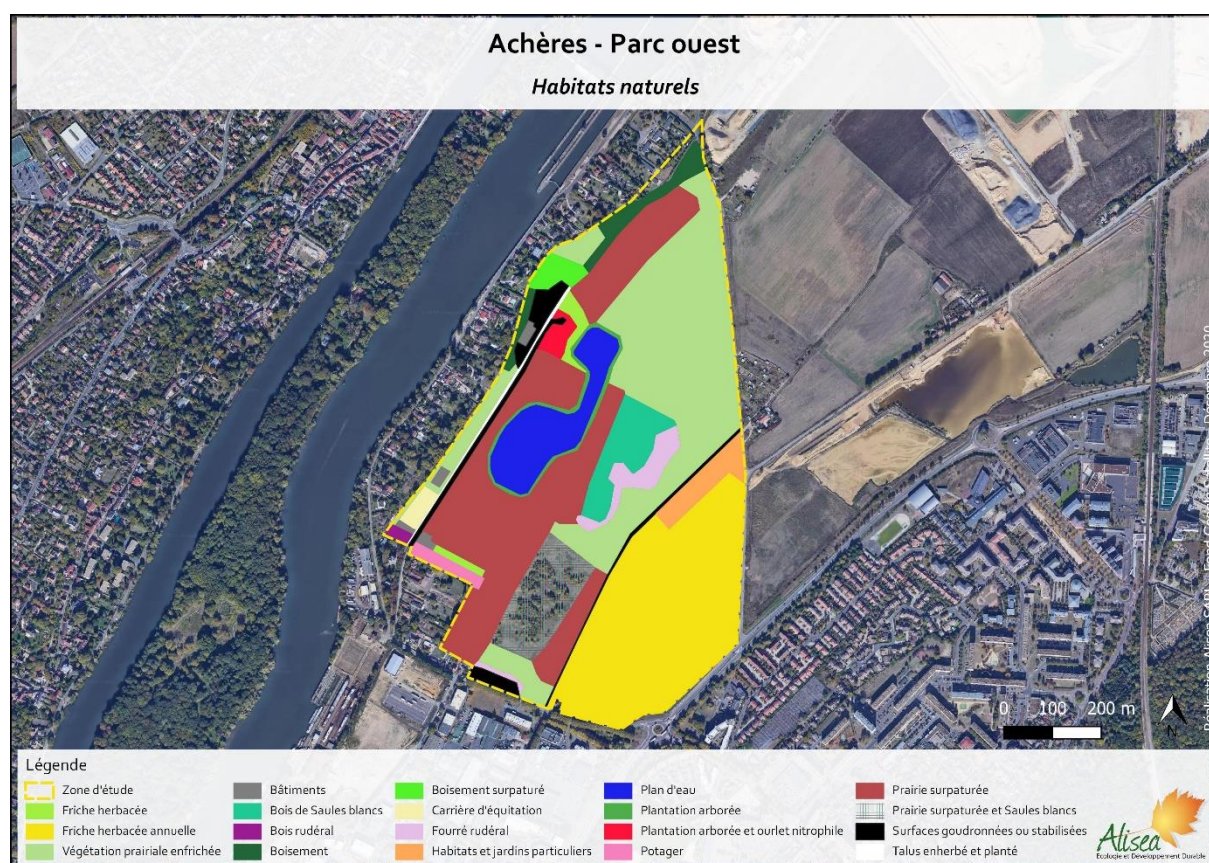 Achères - Parc ouest
Habitats naturels
0 100 200 m
N
Légende
Zone d'étude
Friche herbacée
Friche herbacée annuelle
Végétation prairiale enfrichée
Bâtiments
Bois de Saules blancs
Bois rudéral
Boisement
Boisement surpaturé
Carrière d'équitation
Fourré rudéral
Habitats et jardins particuliers
Plan d'eau
Plantation arborée
Plantation arborée et ourlet nitrophile
Potager
Prairie surpaturée
Prairie surpaturée et Saules blancs
Surfaces goudronnées ou stabilisées
Talus enherbé et planté
Alisea
Ecologie et Développement Durable